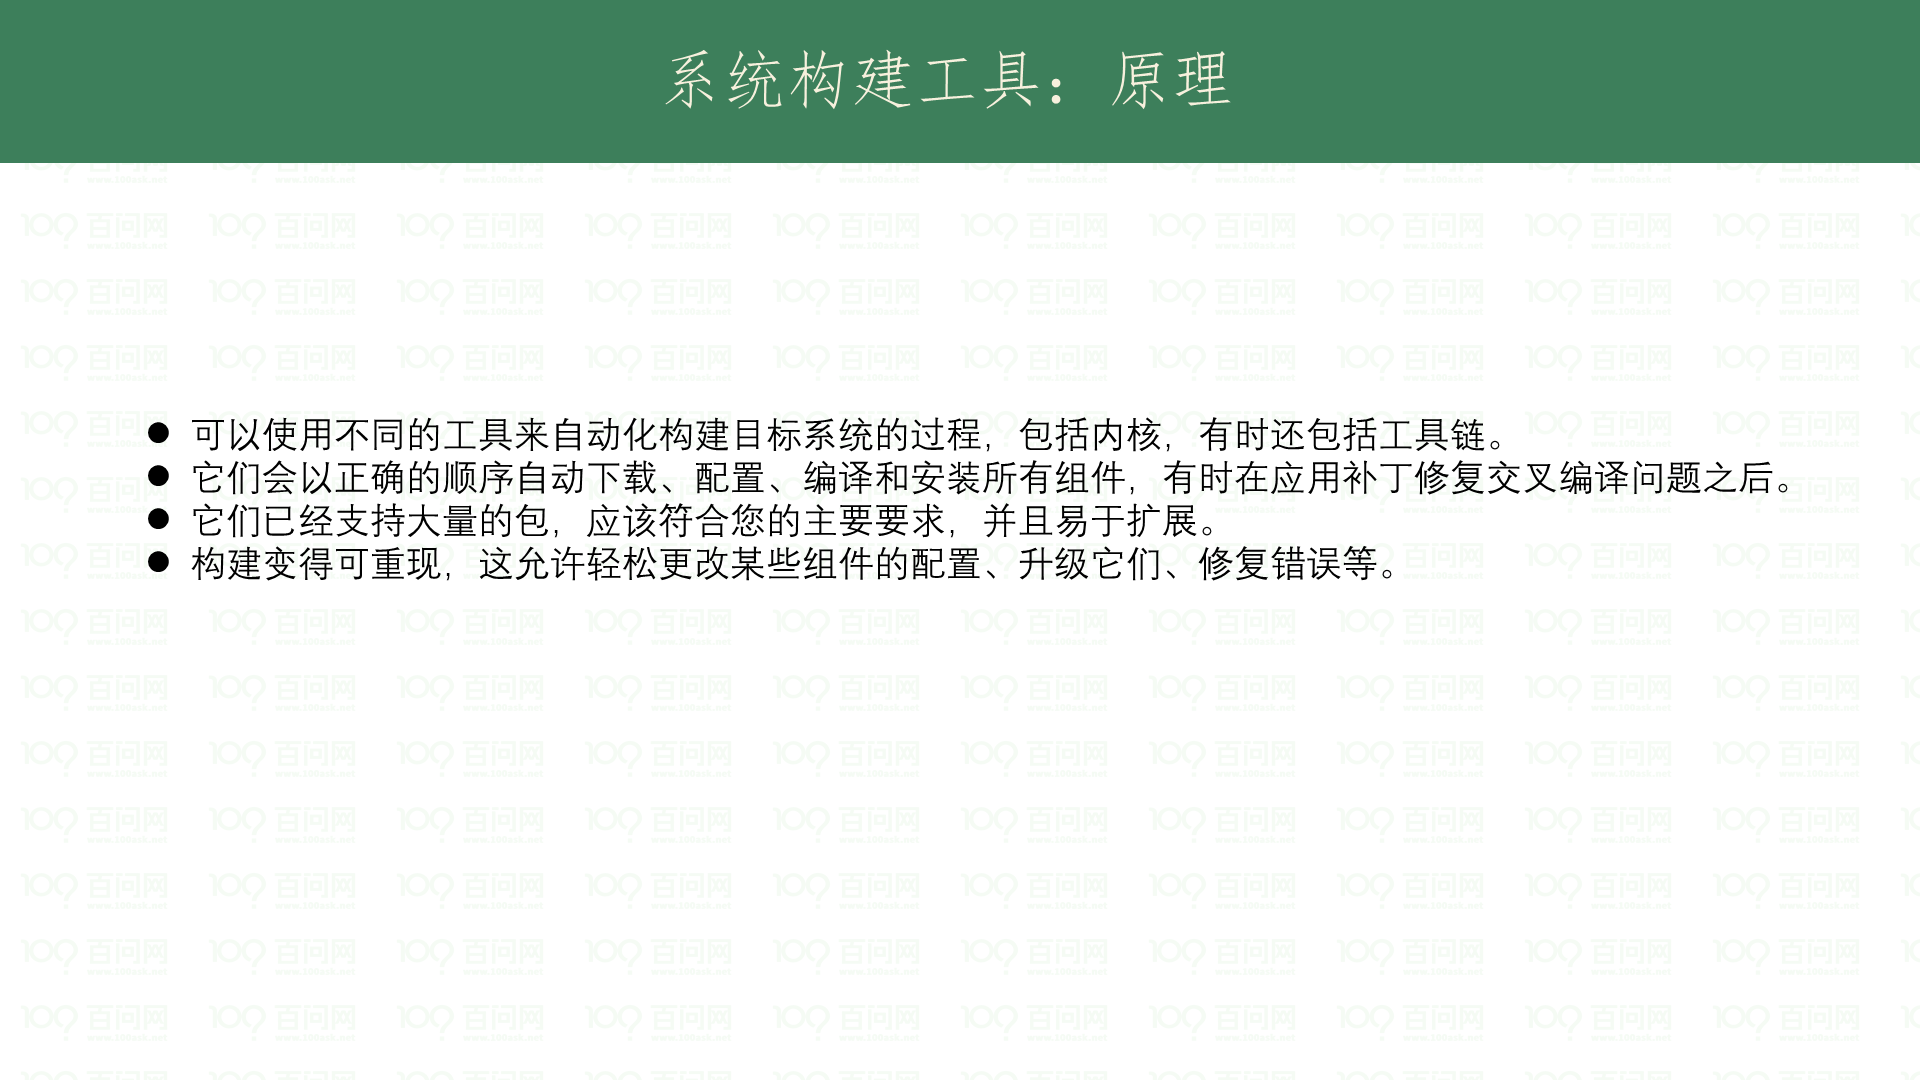 系统构建工具：原理
● 可以使用不同的工具来自动化构建目标系统的过程，包括内核，有时还包括工具链。
● 它们会以正确的顺序自动下载、配置、编译和安装所有组件，有时在应用补丁修复交叉编译问题之后。
● 它们已经支持大量的包，应该符合您的主要要求，并且易于扩展。
● 构建变得可重现，这允许轻松更改某些组件的配置、升级它们、修复错误等。